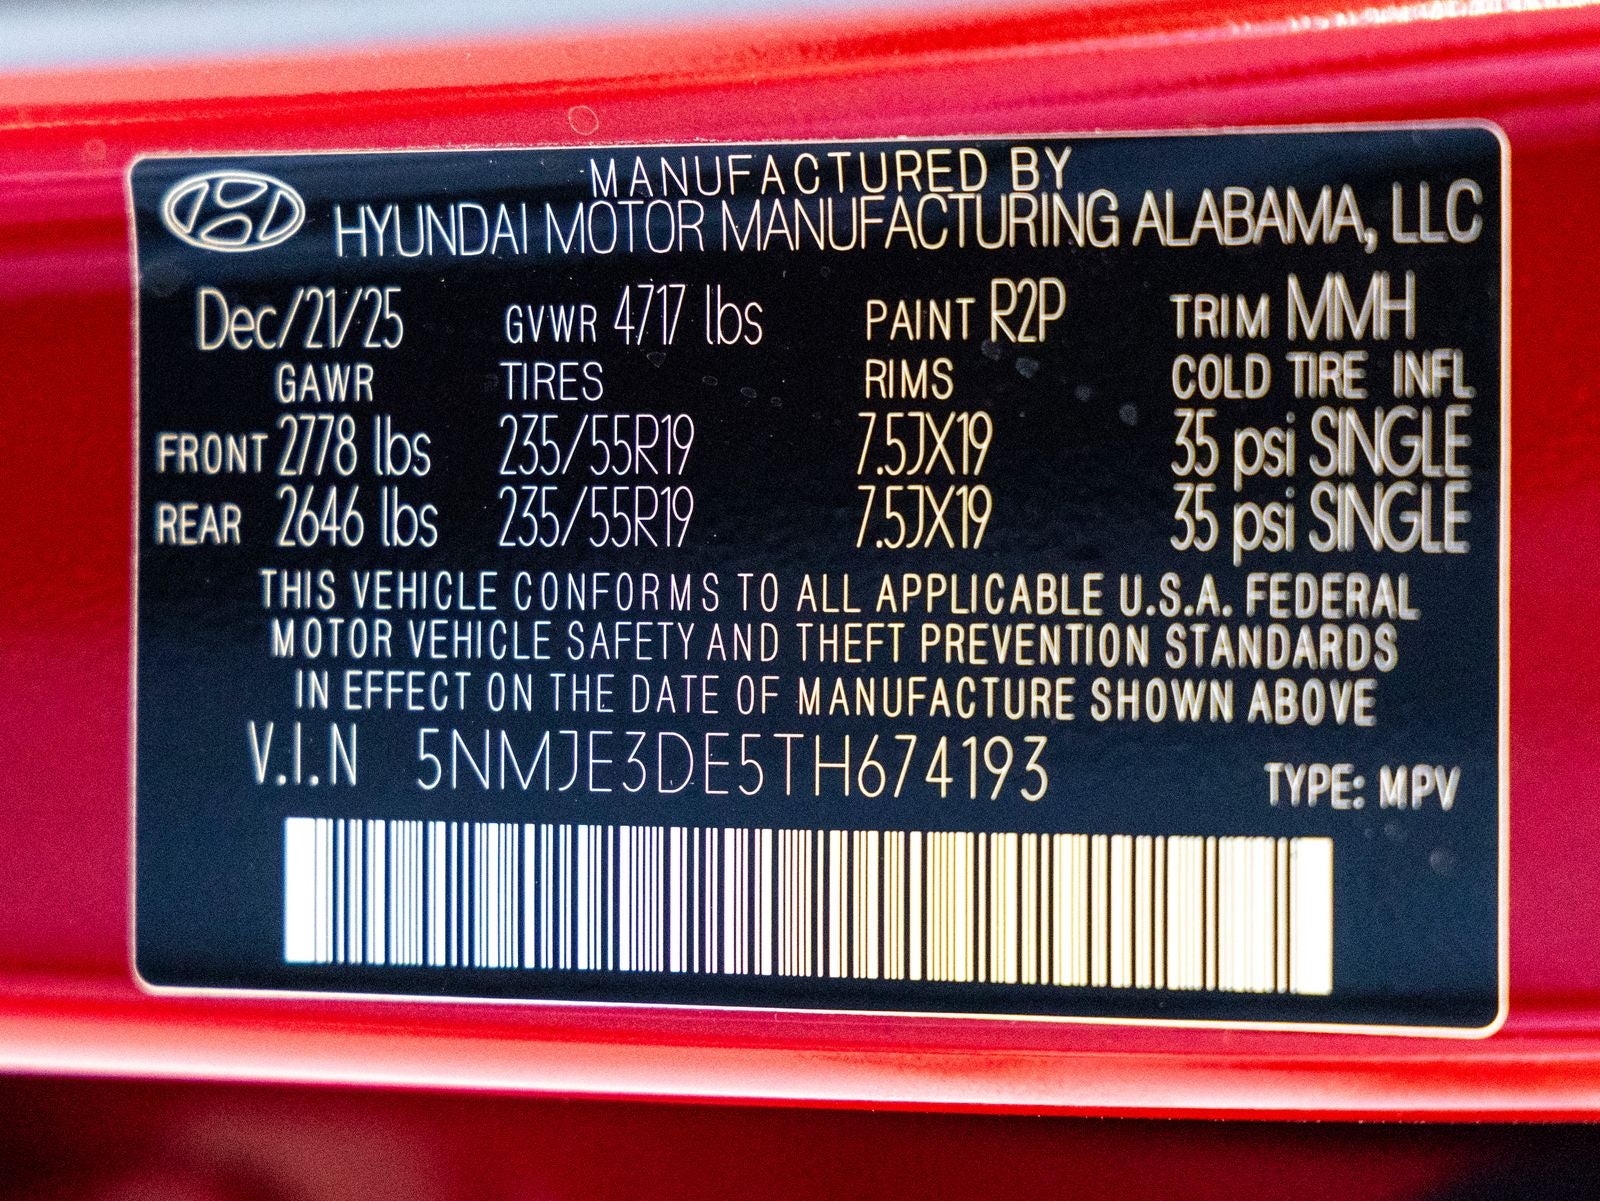 MANUFACTURED BY
HYUNDAI MOTOR MANUFACTURING ALABAMA, LLC
Dec/21/25 GVWR 4717 lbs PAINT R2P TRIM MMH
GAWR TIRES RIMS COLD TIRE INFL
FRONT 2778 lbs 235/55R19 7.5JX19 35 psi SINGLE
REAR 2646 lbs 235/55R19 7.5JX19 35 psi SINGLE
THIS VEHICLE CONFORMS TO ALL APPLICABLE U.S.A. FEDERAL
MOTOR VEHICLE SAFETY AND THEFT PREVENTION STANDARDS
IN EFFECT ON THE DATE OF MANUFACTURE SHOWN ABOVE
V.I.N 5NMJE3DE5TH674193 TYPE: MPV